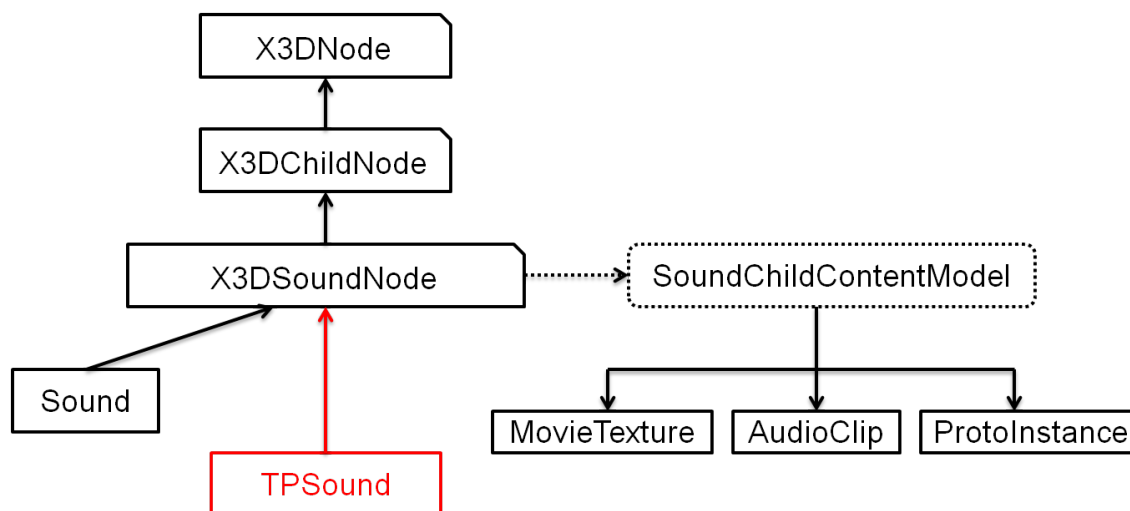 X3DNode
X3DChildNode
X3DSoundNode
SoundChildContentModel
Sound
MovieTexture
AudioClip
ProtoInstance
TPSound